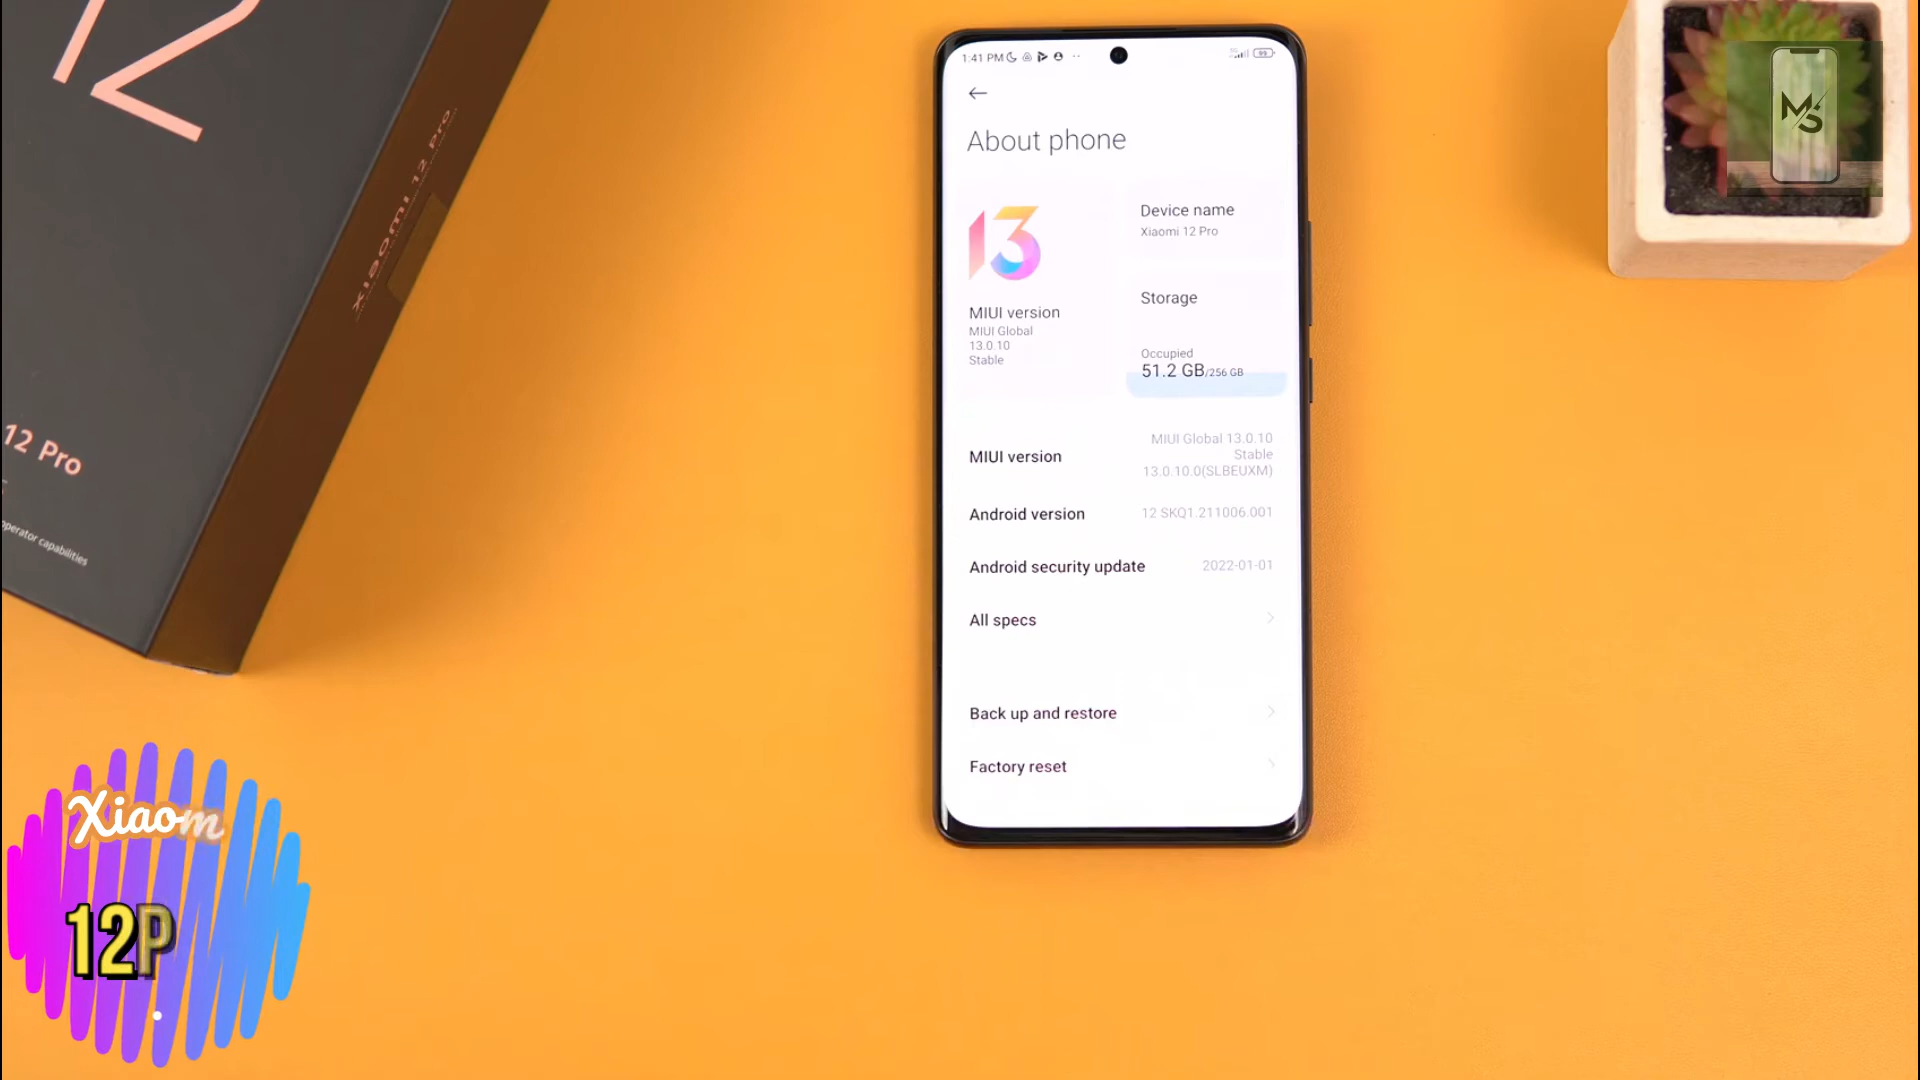 12
Xiaomi 12 Pro
12 Pro
operator capabilities
1:41 PM
99
About phone
13
MIUI version
MIUI Global
13.0.10
Stable
Device name
Xiaomi 12 Pro
Storage
Occupied
51.2 GB/256 GB
MIUI version
MIUI Global 13.0.10
Stable
13.0.10.0(SLBEUXM)
Android version
12 SKQ1.211006.001
Android security update
2022-01-01
All specs
Back up and restore
Factory reset
MS
Xiaom
12P